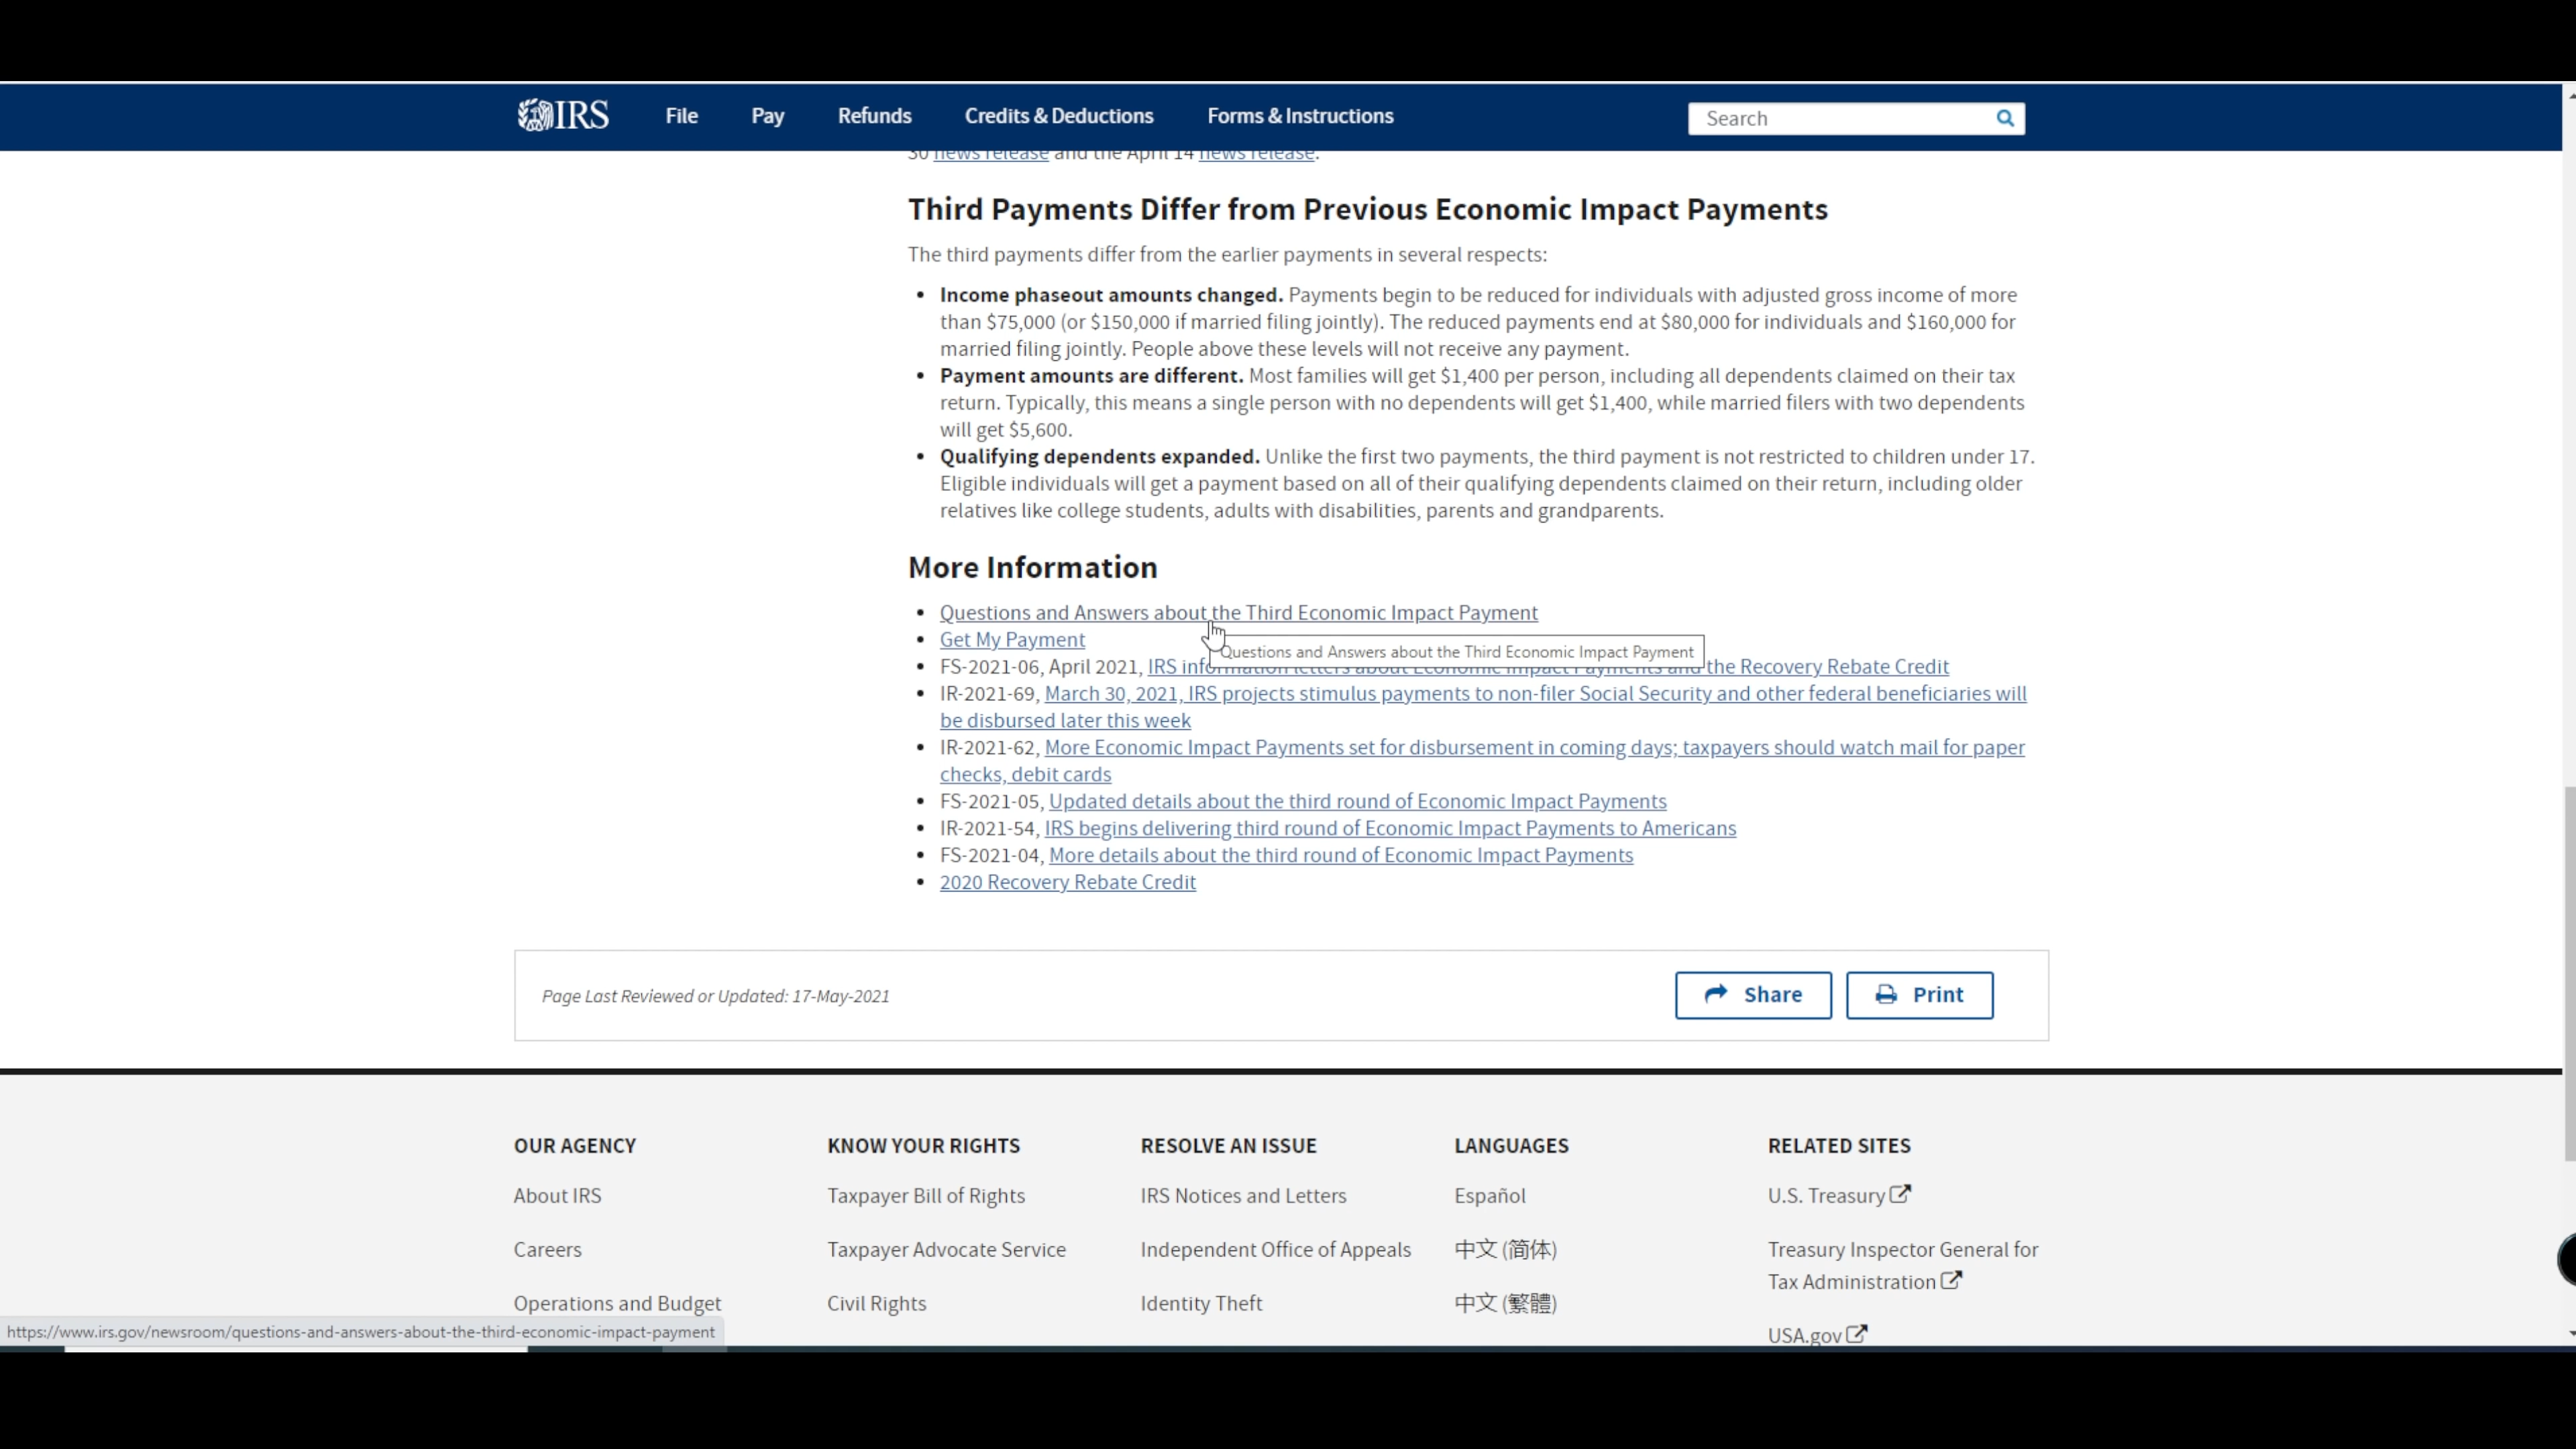 IRS File Pay Refunds Credits & Deductions Forms & Instructions Search
30 news release and the April 14 news release.
Third Payments Differ from Previous Economic Impact Payments
The third payments differ from the earlier payments in several respects:
• Income phaseout amounts changed. Payments begin to be reduced for individuals with adjusted gross income of more
than $75,000 (or $150,000 if married filing jointly). The reduced payments end at $80,000 for individuals and $160,000 for
married filing jointly. People above these levels will not receive any payment.
• Payment amounts are different. Most families will get $1,400 per person, including all dependents claimed on their tax
return. Typically, this means a single person with no dependents will get $1,400, while married filers with two dependents
will get $5,600.
• Qualifying dependents expanded. Unlike the first two payments, the third payment is not restricted to children under 17.
Eligible individuals will get a payment based on all of their qualifying dependents claimed on their return, including older
relatives like college students, adults with disabilities, parents and grandparents.
More Information
• Questions and Answers about the Third Economic Impact Payment
• Get My Payment
Questions and Answers about the Third Economic Impact Payment
• FS-2021-06, April 2021, IRS information letters about Economic Impact Payments and the Recovery Rebate Credit
• IR-2021-69, March 30, 2021, IRS projects stimulus payments to non-filer Social Security and other federal beneficiaries will
be disbursed later this week
• IR-2021-62, More Economic Impact Payments set for disbursement in coming days; taxpayers should watch mail for paper
checks, debit cards
• FS-2021-05, Updated details about the third round of Economic Impact Payments
• IR-2021-54, IRS begins delivering third round of Economic Impact Payments to Americans
• FS-2021-04, More details about the third round of Economic Impact Payments
• 2020 Recovery Rebate Credit
Page Last Reviewed or Updated: 17-May-2021
Share Print
OUR AGENCY
About IRS
Careers
Operations and Budget
KNOW YOUR RIGHTS
Taxpayer Bill of Rights
Taxpayer Advocate Service
Civil Rights
RESOLVE AN ISSUE
IRS Notices and Letters
Independent Office of Appeals
Identity Theft
LANGUAGES
Español
中文 (简体)
中文 (繁體)
RELATED SITES
U.S. Treasury
Treasury Inspector General for
Tax Administration
USA.gov
https://www.irs.gov/newsroom/questions-and-answers-about-the-third-economic-impact-payment